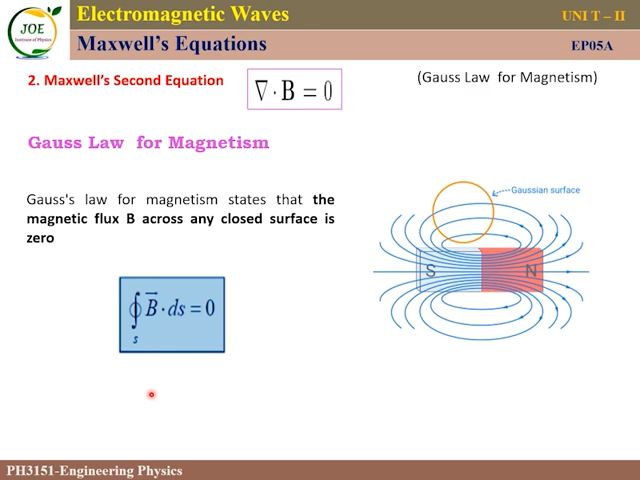 JOE
Institute of Physics
Electromagnetic Waves
UNI T – II
Maxwell's Equations
EP05A
2. Maxwell's Second Equation
∇ · B = 0
(Gauss Law for Magnetism)
Gauss Law for Magnetism
Gauss's law for magnetism states that the
magnetic flux B across any closed surface is
zero
Gaussian surface
S
N
∮ₛ B⃗ · ds = 0
PH3151-Engineering Physics